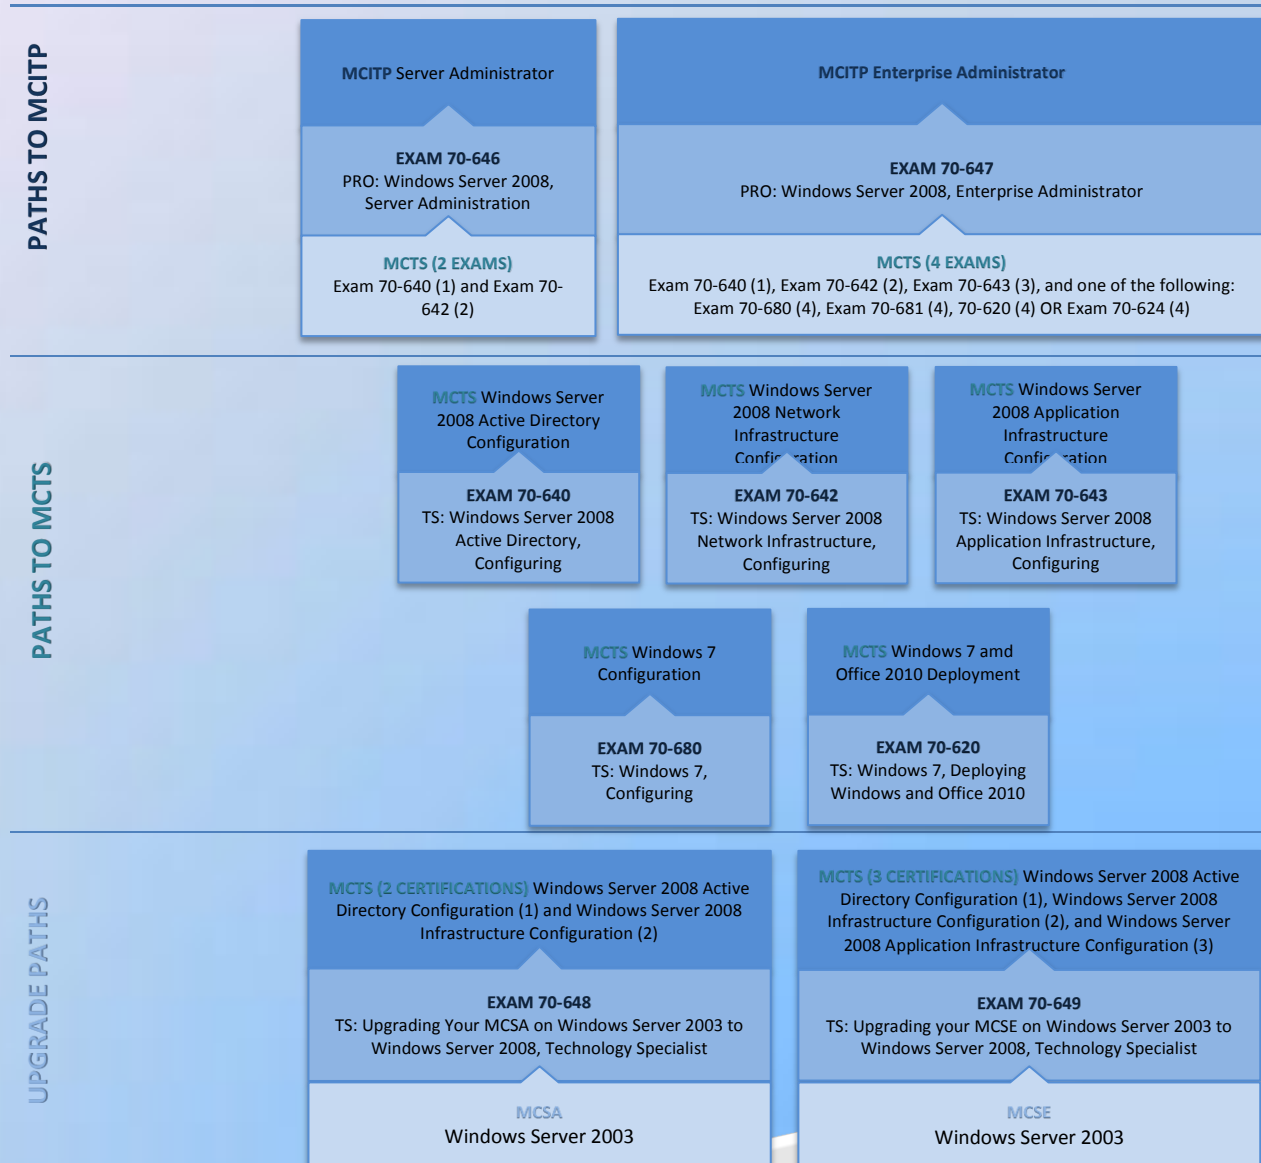 PATHS TO MCITP
MCITP Server Administrator
EXAM 70-646
PRO: Windows Server 2008,
Server Administration
MCTS (2 EXAMS)
Exam 70-640 (1) and Exam 70-
642 (2)
MCITP Enterprise Administrator
EXAM 70-647
PRO: Windows Server 2008, Enterprise Administrator
MCTS (4 EXAMS)
Exam 70-640 (1), Exam 70-642 (2), Exam 70-643 (3), and one of the following:
Exam 70-680 (4), Exam 70-681 (4), 70-620 (4) OR Exam 70-624 (4)
PATHS TO MCTS
MCTS Windows Server
2008 Active Directory
Configuration
EXAM 70-640
TS: Windows Server 2008
Active Directory,
Configuring
MCTS Windows Server
2008 Network
Infrastructure
Configuration
EXAM 70-642
TS: Windows Server 2008
Network Infrastructure,
Configuring
MCTS Windows Server
2008 Application
Infrastructure
Configuration
EXAM 70-643
TS: Windows Server 2008
Application Infrastructure,
Configuring
MCTS Windows 7
Configuration
EXAM 70-680
TS: Windows 7,
Configuring
MCTS Windows 7 amd
Office 2010 Deployment
EXAM 70-620
TS: Windows 7, Deploying
Windows and Office 2010
UPGRADE PATHS
MCTS (2 CERTIFICATIONS) Windows Server 2008 Active
Directory Configuration (1) and Windows Server 2008
Infrastructure Configuration (2)
EXAM 70-648
TS: Upgrading Your MCSA on Windows Server 2003 to
Windows Server 2008, Technology Specialist
MCSA
Windows Server 2003
MCTS (3 CERTIFICATIONS) Windows Server 2008 Active
Directory Configuration (1), Windows Server 2008
Infrastructure Configuration (2), and Windows Server
2008 Application Infrastructure Configuration (3)
EXAM 70-649
TS: Upgrading your MCSE on Windows Server 2003 to
Windows Server 2008, Technology Specialist
MCSE
Windows Server 2003